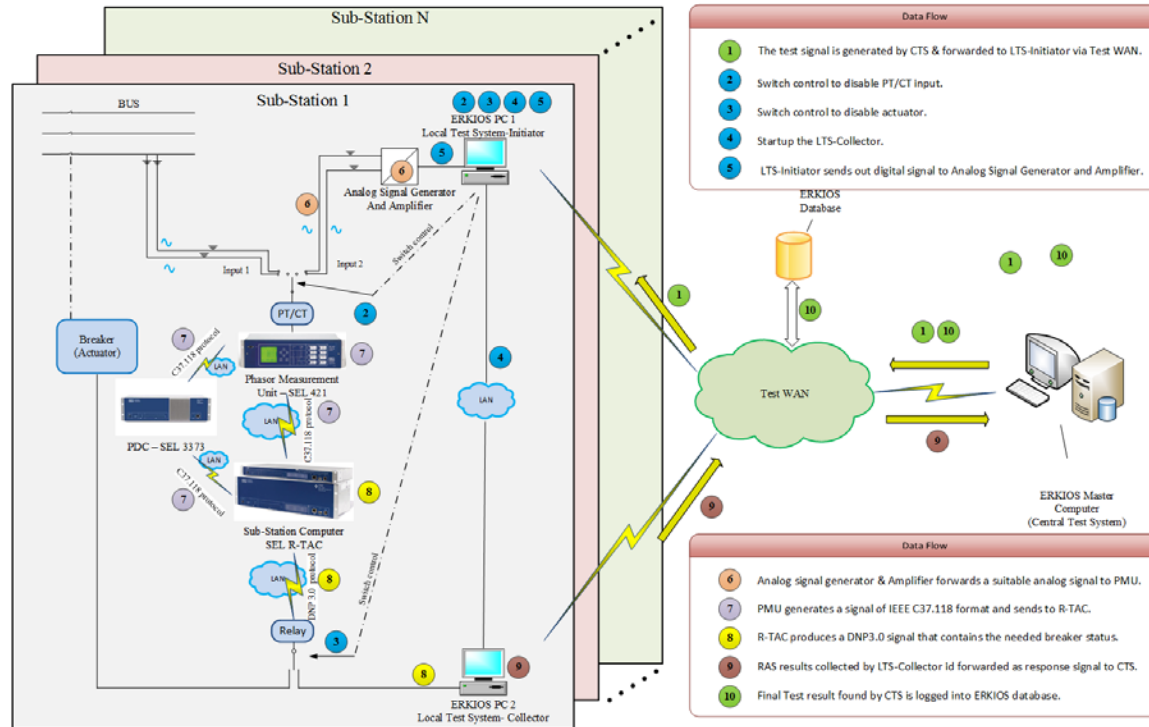 Sub-Station N
Sub-Station 2
Sub-Station 1
BUS
2 3 4 5
ERKIOS PC 1
Local Test System-Initiator
5
6
Analog Signal Generator
And Amplifier
6
Switch control
Input 1
Input 2
PT/CT
2
Breaker
(Actuator)
7
C37.118 protocol
LAN
7
Phasor Measurement
Unit – SEL 421
4
LAN
7
C37.118 protocol
LAN
PDC – SEL 3373
LAN
C37.118 protocol
7
8
Sub-Station Computer
SEL R-TAC
Switch control
LAN
8
DNP 3.0 protocol
Relay
3
8
9
ERKIOS PC 2
Local Test System- Collector
Data Flow
1 The test signal is generated by CTS & forwarded to LTS-Initiator via Test WAN.
2 Switch control to disable PT/CT input.
3 Switch control to disable actuator.
4 Startup the LTS-Collector.
5 LTS-Initiator sends out digital signal to Analog Signal Generator and Amplifier.
ERKIOS
Database
1 10
1
10
1 10
Test WAN
9
9
ERKIOS Master
Computer
(Central Test System)
Data Flow
6 Analog signal generator & Amplifier forwards a suitable analog signal to PMU.
7 PMU generates a signal of IEEE C37.118 format and sends to R-TAC.
8 R-TAC produces a DNP3.0 signal that contains the needed breaker status.
9 RAS results collected by LTS-Collector id forwarded as response signal to CTS.
10 Final Test result found by CTS is logged into ERKIOS database.